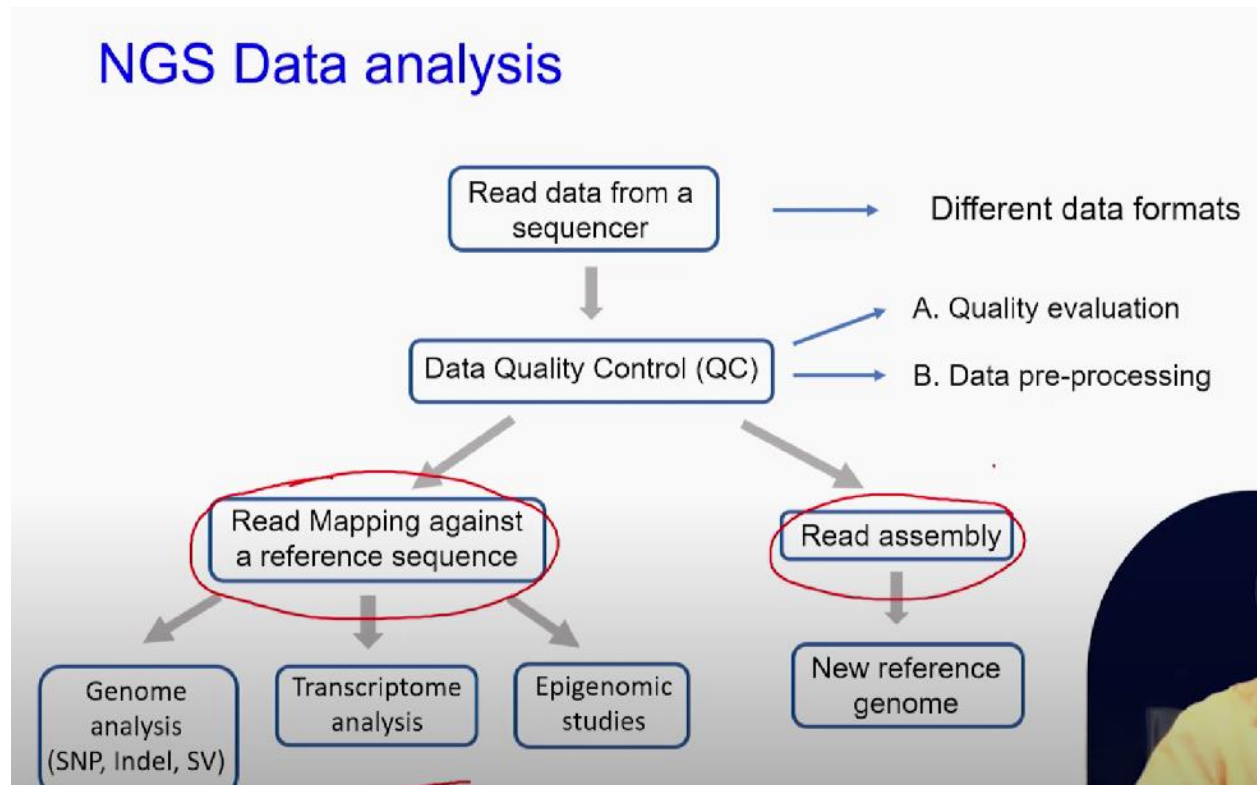 NGS Data analysis
Read data from a
sequencer
Different data formats
Data Quality Control (QC)
A. Quality evaluation
B. Data pre-processing
Read Mapping against
a reference sequence
Read assembly
Genome
analysis
(SNP, Indel, SV)
Transcriptome
analysis
Epigenomic
studies
New reference
genome